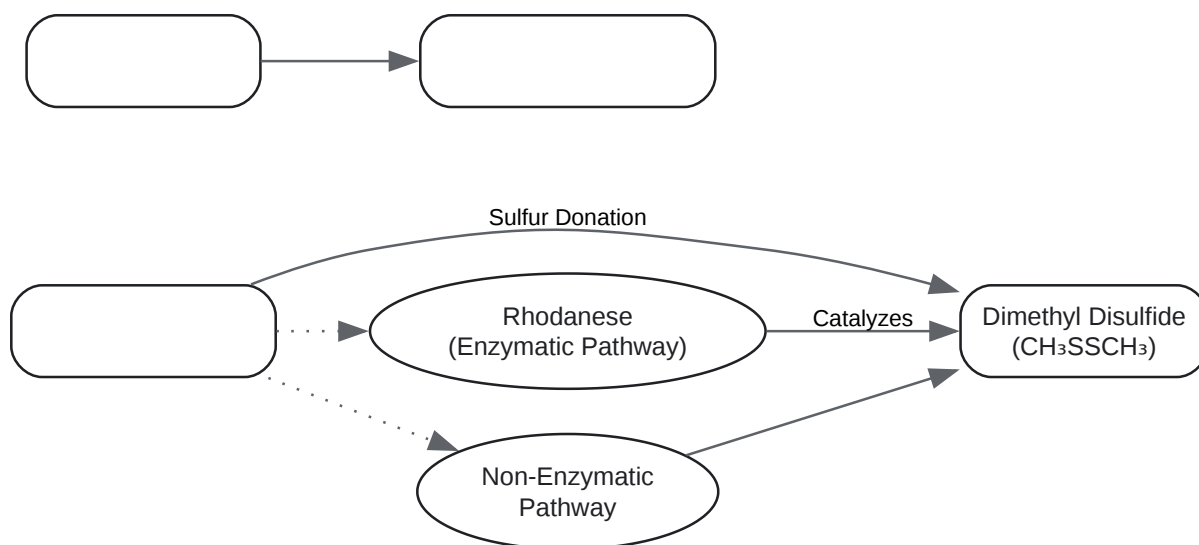 Sulfur Donation
Rhodanese
(Enzymatic Pathway)
Catalyzes
Dimethyl Disulfide
(CH₃SSCH₃)
Non-Enzymatic
Pathway